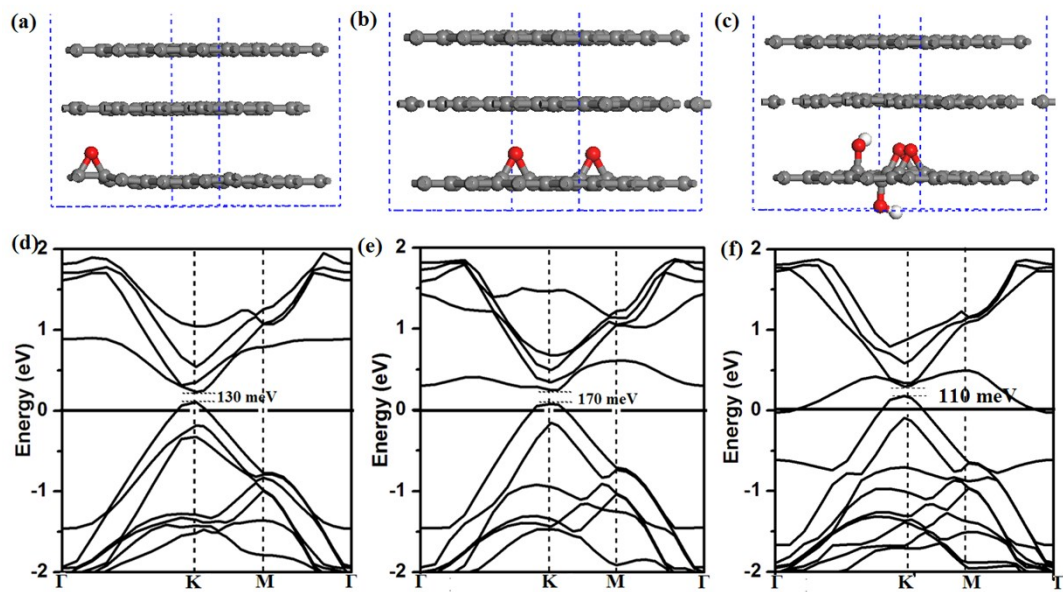 (a)
(b)
(c)
(d)
(e)
(f)
Energy (eV)
2
1
0
-1
-2
130 meV
Γ
K
M
Γ
Energy (eV)
2
1
0
-1
-2
170 meV
Γ
K
M
Γ
Energy (eV)
2
1
0
-1
-2
110 meV
Γ
K
M
Γ